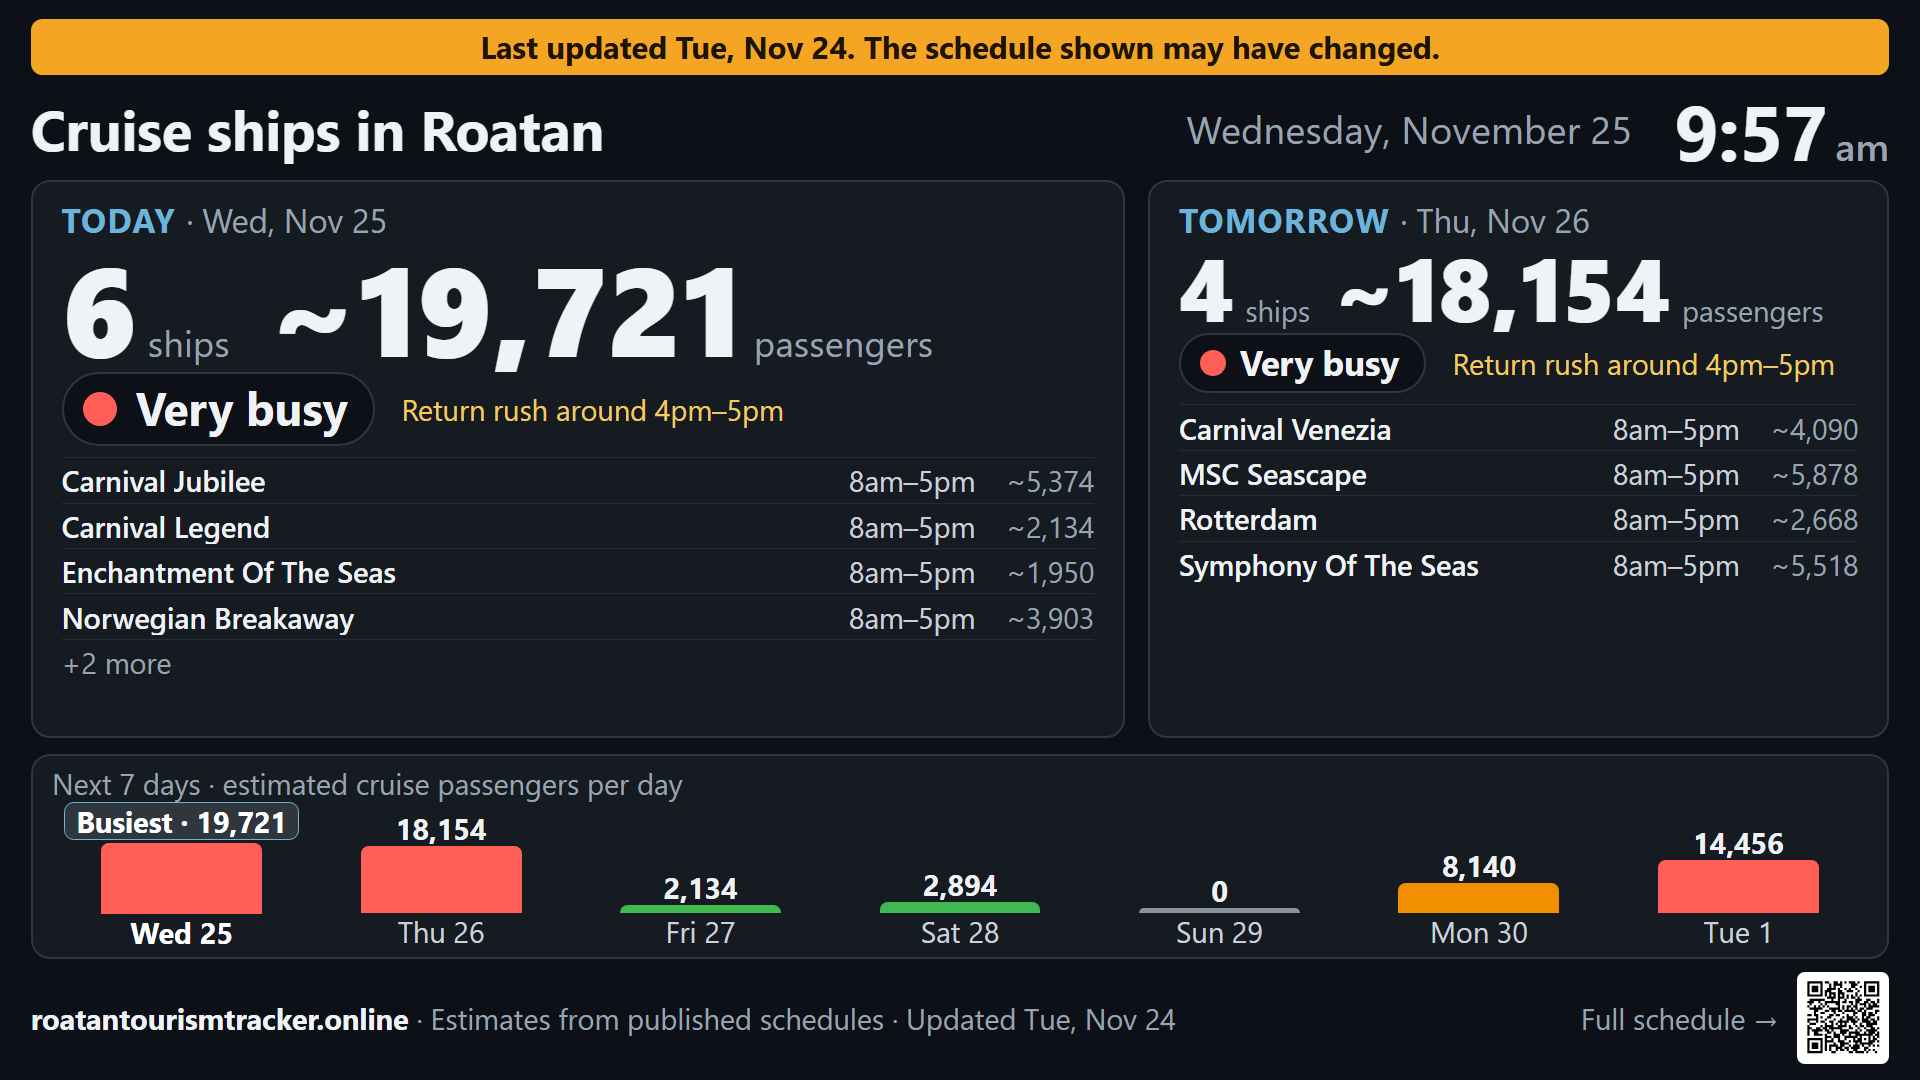 Last updated Tue, Nov 24. The schedule shown may have changed.
Cruise ships in Roatan
Wednesday, November 25 9:57 am
TODAY · Wed, Nov 25
6 ships ~19,721 passengers
Very busy Return rush around 4pm–5pm
Carnival Jubilee 8am–5pm ~5,374
Carnival Legend 8am–5pm ~2,134
Enchantment Of The Seas 8am–5pm ~1,950
Norwegian Breakaway 8am–5pm ~3,903
+2 more
TOMORROW · Thu, Nov 26
4 ships ~18,154 passengers
Very busy Return rush around 4pm–5pm
Carnival Venezia 8am–5pm ~4,090
MSC Seascape 8am–5pm ~5,878
Rotterdam 8am–5pm ~2,668
Symphony Of The Seas 8am–5pm ~5,518
Next 7 days · estimated cruise passengers per day
Busiest · 19,721 18,154 2,134 2,894 0 8,140 14,456
Wed 25 Thu 26 Fri 27 Sat 28 Sun 29 Mon 30 Tue 1
roatantourismtracker.online · Estimates from published schedules · Updated Tue, Nov 24
Full schedule →